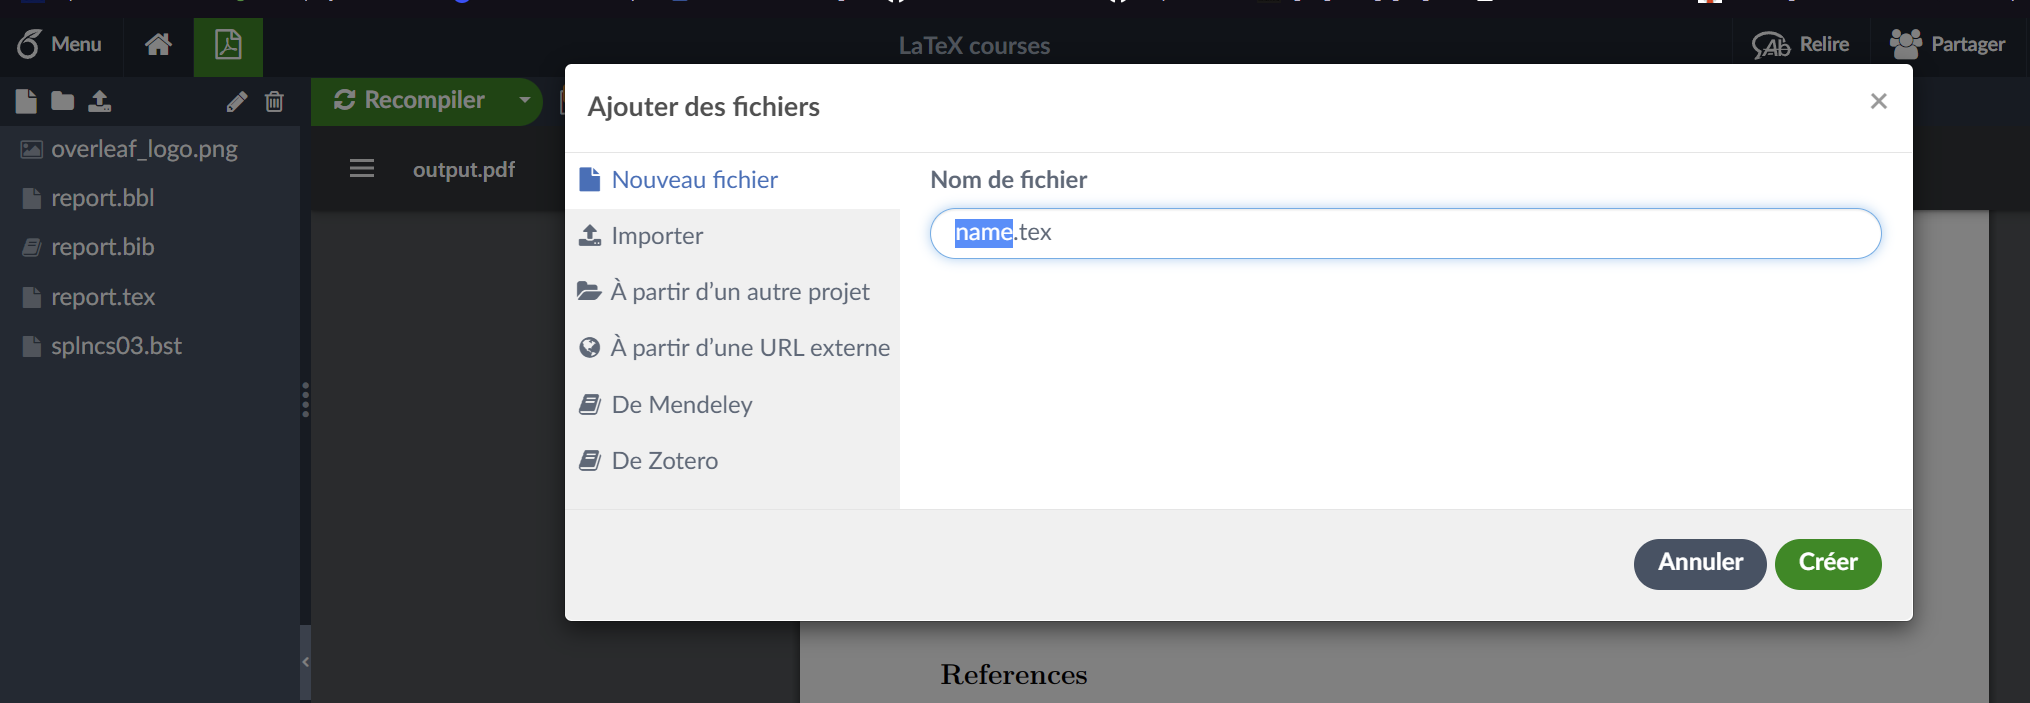 Menu
LaTeX courses
Relire
Partager
Recompiler
Ajouter des fichiers
overleaf_logo.png
report.bbl
report.bib
report.tex
splncs03.bst
output.pdf
Nouveau fichier
Importer
À partir d’un autre projet
À partir d’une URL externe
De Mendeley
De Zotero
Nom de fichier
name.tex
Annuler
Créer
References